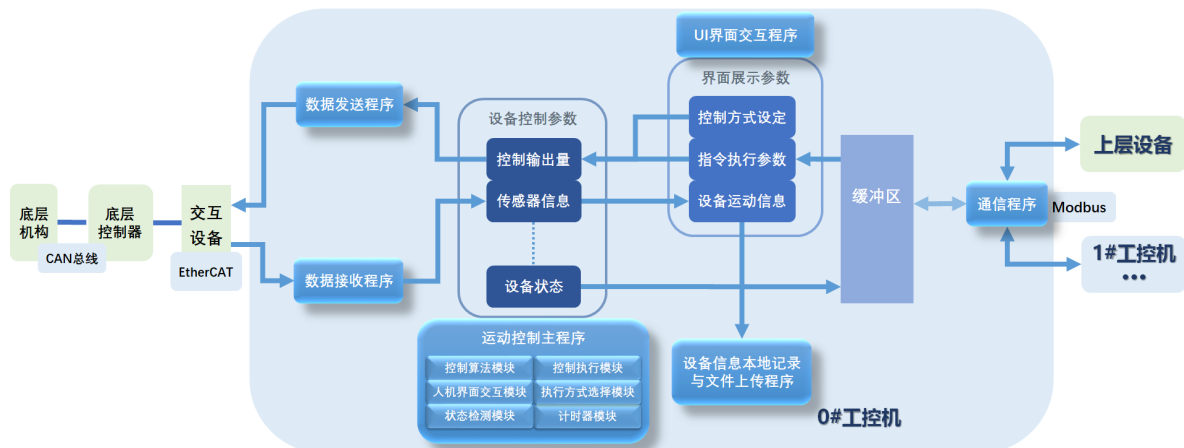 UI界面交互程序
界面展示参数
数据发送程序
设备控制参数
控制方式设定
控制输出量
指令执行参数
上层设备
底层
机构
底层
控制器
交互
设备
传感器信息
设备运动信息
缓冲区
通信程序
Modbus
CAN总线
EtherCAT
数据接收程序
设备状态
1#工控机
...
运动控制主程序
控制算法模块
控制执行模块
人机界面交互模块
执行方式选择模块
状态检测模块
计时器模块
设备信息本地记录
与文件上传程序
0#工控机